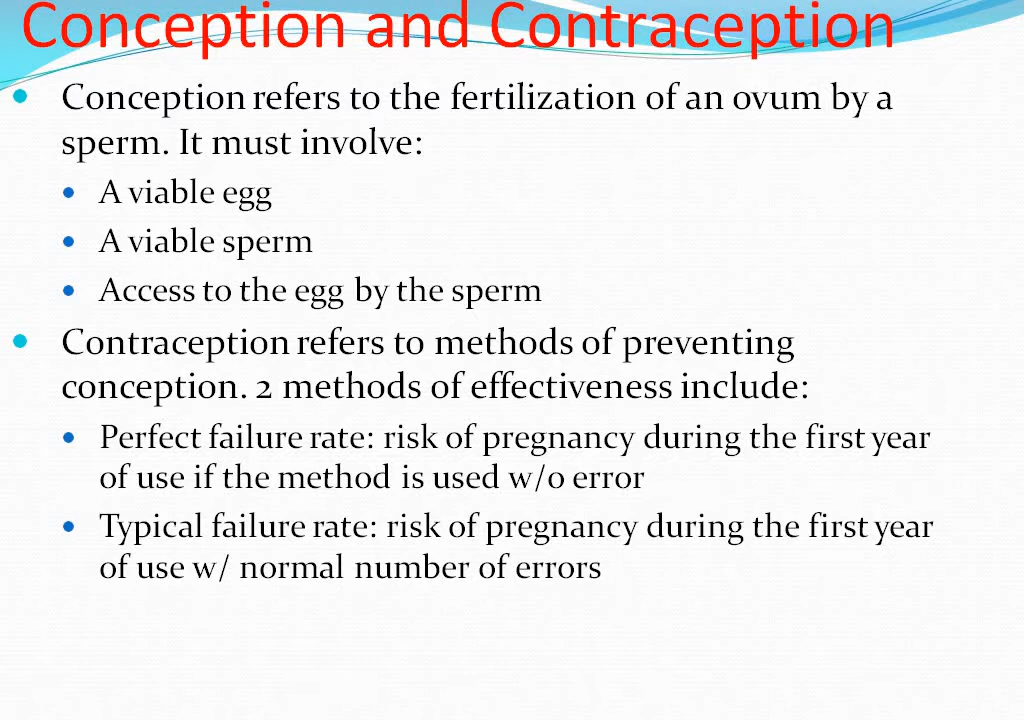 Conception and Contraception
Conception refers to the fertilization of an ovum by a
sperm. It must involve:
A viable egg
A viable sperm
Access to the egg by the sperm
Contraception refers to methods of preventing
conception. 2 methods of effectiveness include:
Perfect failure rate: risk of pregnancy during the first year
of use if the method is used w/o error
Typical failure rate: risk of pregnancy during the first year
of use w/ normal number of errors